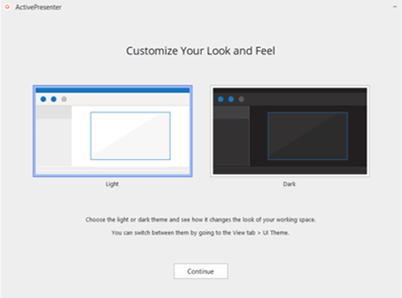 ActivePresenter
Customize Your Look and Feel
Light
Dark
Choose the light or dark theme and see how it changes the look of your working space.
You can switch between them by going to the View tab > UI Theme.
Continue